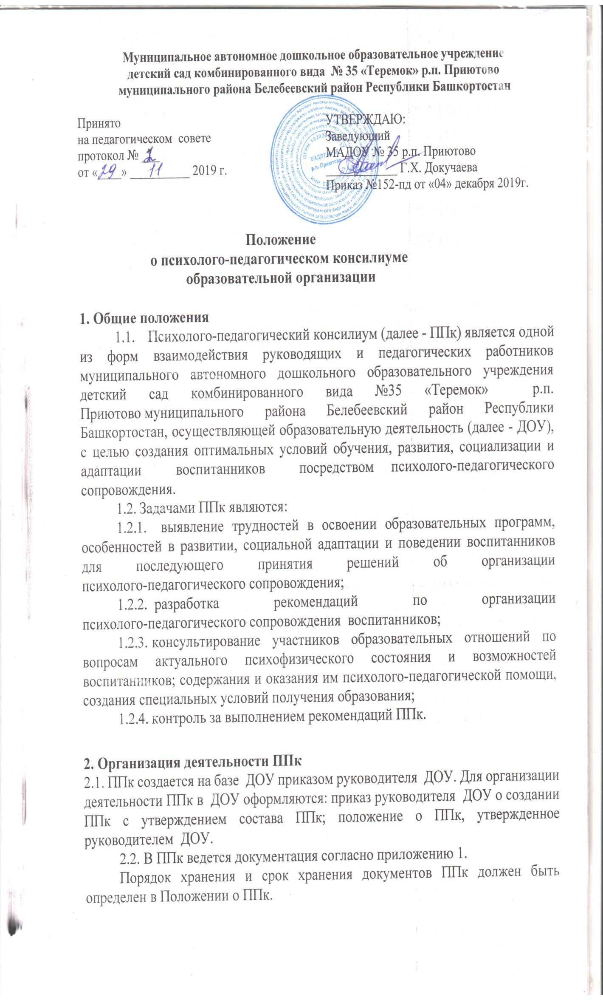 Муниципальное автономное дошкольное образовательное учреждение
детский сад комбинированного вида № 35 «Теремок» р.п. Приютово
муниципального района Белебеевский район Республики Башкортостан
Принято
на педагогическом совете
протокол №
от «29» 11 2019 г.
УТВЕРЖДАЮ:
Заведующий
МАДОУ № 35 р.п. Приютово
Г.Х. Докучаева
Приказ №152-пд от «04» декабря 2019г.
МАДОУ № 35
р.п. Приютово
Положение
о психолого-педагогическом консилиуме
образовательной организации
1. Общие положения
1.1. Психолого-педагогический консилиум (далее - ППк) является одной
из форм взаимодействия руководящих и педагогических работников
муниципального автономного дошкольного образовательного учреждения
детский сад комбинированного вида №35 «Теремок» р.п.
Приютово муниципального района Белебеевский район Республики
Башкортостан, осуществляющей образовательную деятельность (далее - ДОУ),
с целью создания оптимальных условий обучения, развития, социализации и
адаптации воспитанников посредством психолого-педагогического
сопровождения.
1.2. Задачами ППк являются:
1.2.1. выявление трудностей в освоении образовательных программ,
особенностей в развитии, социальной адаптации и поведении воспитанников
для последующего принятия решений об организации
психолого-педагогического сопровождения;
1.2.2. разработка рекомендаций по организации
психолого-педагогического сопровождения воспитанников;
1.2.3. консультирование участников образовательных отношений по
вопросам актуального психофизического состояния и возможностей
воспитанников; содержания и оказания им психолого-педагогической помощи,
создания специальных условий получения образования;
1.2.4. контроль за выполнением рекомендаций ППк.
2. Организация деятельности ППк
2.1. ППк создается на базе ДОУ приказом руководителя ДОУ. Для организации
деятельности ППк в ДОУ оформляются: приказ руководителя ДОУ о создании
ППк с утверждением состава ППк; положение о ППк, утвержденное
руководителем ДОУ.
2.2. В ППк ведется документация согласно приложению 1.
Порядок хранения и срок хранения документов ППк должен быть
определен в Положении о ППк.